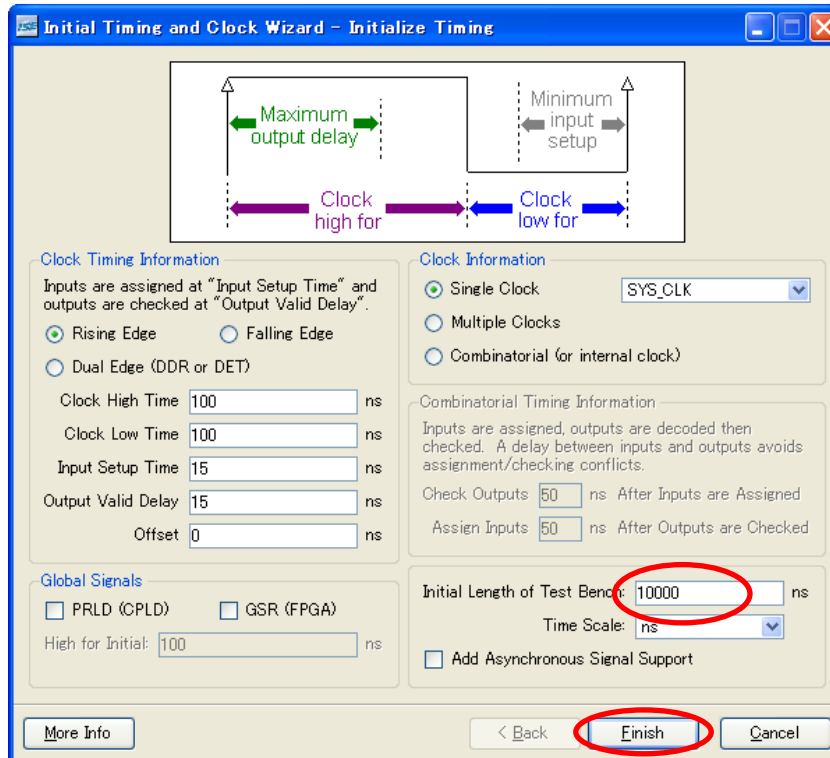 ISE Initial Timing and Clock Wizard - Initialize Timing
Maximum
output delay
Minimum
input
setup
Clock
high for
Clock
low for
Clock Timing Information
Inputs are assigned at "Input Setup Time" and
outputs are checked at "Output Valid Delay".
Rising Edge Falling Edge
Dual Edge (DDR or DET)
Clock High Time 100 ns
Clock Low Time 100 ns
Input Setup Time 15 ns
Output Valid Delay 15 ns
Offset 0 ns
Global Signals
PRLD (CPLD) GSR (FPGA)
High for Initial: 100 ns
Clock Information
Single Clock SYS_CLK
Multiple Clocks
Combinatorial (or internal clock)
Combinatorial Timing Information
Inputs are assigned, outputs are decoded then
checked. A delay between inputs and outputs avoids
assignment/checking conflicts.
Check Outputs 50 ns After Inputs are Assigned
Assign Inputs 50 ns After Outputs are Checked
Initial Length of Test Bench: 10000 ns
Time Scale: ns
Add Asynchronous Signal Support
More Info < Back Finish Cancel